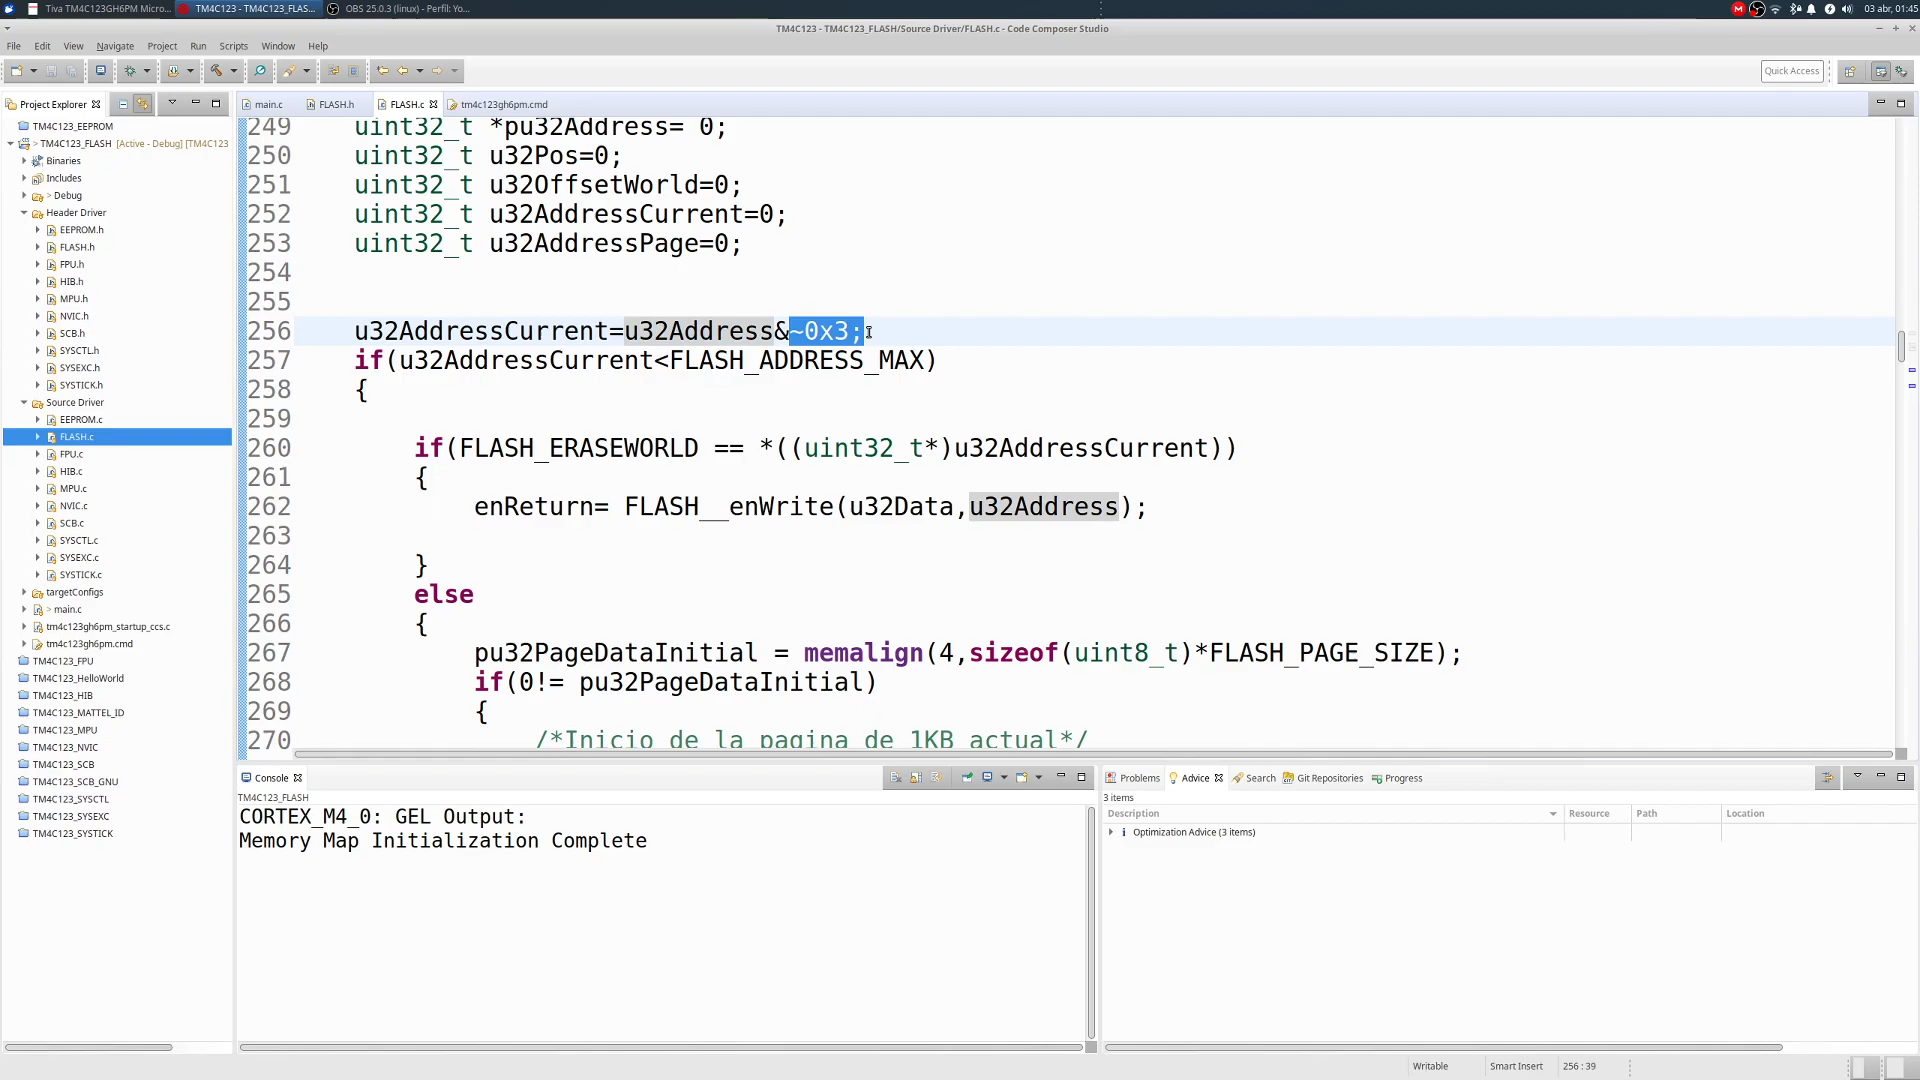 Tiva TM4C123GH6PM Micro...
TM4C123 - TM4C123_FLAS...
OBS 25.0.3 (linux) - Perfil: Yo...
03 abr, 01:45
TM4C123 - TM4C123_FLASH/Source Driver/FLASH.c - Code Composer Studio
File Edit View Navigate Project Run Scripts Window Help
Quick Access
Project Explorer
main.c
FLASH.h
FLASH.c
tm4c123gh6pm.cmd
TM4C123_EEPROM
> TM4C123_FLASH [Active - Debug] [TM4C123
Binaries
Includes
> Debug
Header Driver
EEPROM.h
FLASH.h
FPU.h
HIB.h
MPU.h
NVIC.h
SCB.h
SYSCTL.h
SYSEXC.h
SYSTICK.h
Source Driver
EEPROM.c
FLASH.c
FPU.c
HIB.c
MPU.c
NVIC.c
SCB.c
SYSCTL.c
SYSEXC.c
SYSTICK.c
targetConfigs
> main.c
tm4c123gh6pm_startup_ccs.c
tm4c123gh6pm.cmd
TM4C123_FPU
TM4C123_HelloWorld
TM4C123_HIB
TM4C123_MATTEL_ID
TM4C123_MPU
TM4C123_NVIC
TM4C123_SCB
TM4C123_SCB_GNU
TM4C123_SYSCTL
TM4C123_SYSEXC
TM4C123_SYSTICK
249 uint32_t *pu32Address= 0;
250 uint32_t u32Pos=0;
251 uint32_t u32OffsetWorld=0;
252 uint32_t u32AddressCurrent=0;
253 uint32_t u32AddressPage=0;
254
255
256 u32AddressCurrent=u32Address&~0x3;
257 if(u32AddressCurrent<FLASH_ADDRESS_MAX)
258 {
259
260 if(FLASH_ERASEWORLD == *((uint32_t*)u32AddressCurrent))
261 {
262 enReturn= FLASH__enWrite(u32Data,u32Address);
263
264 }
265 else
266 {
267 pu32PageDataInitial = memalign(4,sizeof(uint8_t)*FLASH_PAGE_SIZE);
268 if(0!= pu32PageDataInitial)
269 {
270 /*Inicio de la pagina de 1KB actual*/
Console
TM4C123_FLASH
CORTEX_M4_0: GEL Output:
Memory Map Initialization Complete
Problems
Advice
Search
Git Repositories
Progress
3 items
Description Resource Path Location
Optimization Advice (3 items)
Writable
Smart Insert
256 : 39